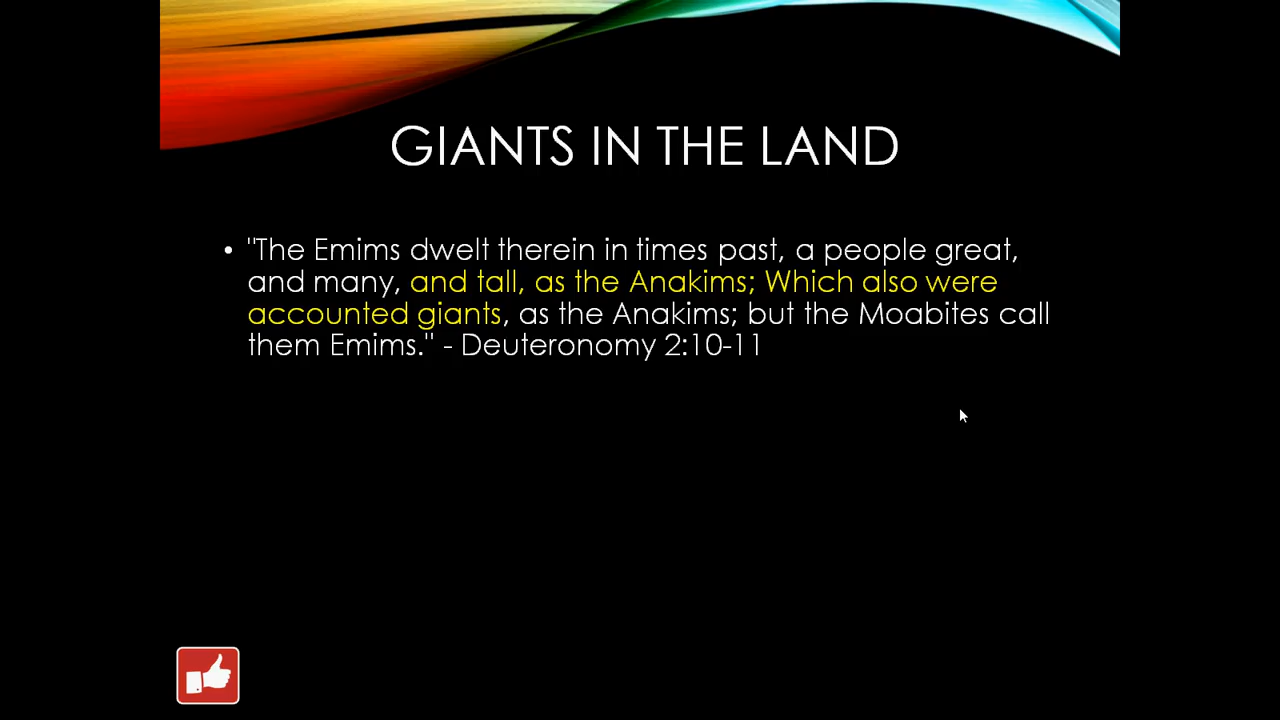 GIANTS IN THE LAND
• "The Emims dwelt therein in times past, a people great,
and many, and tall, as the Anakims; Which also were
accounted giants, as the Anakims; but the Moabites call
them Emims." - Deuteronomy 2:10-11